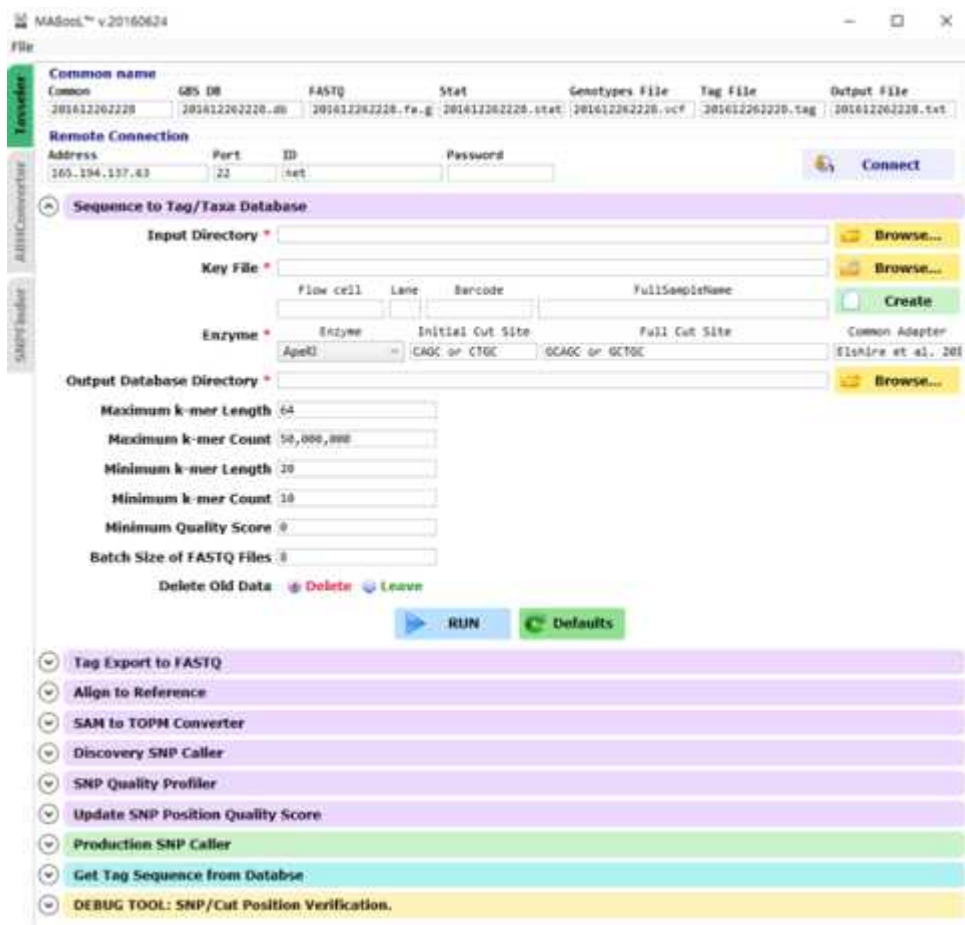 MAGooL™ v.20160624
File
Common name
Common GBS DB FASTQ Stat Genotypes File Tag File Output File
201612262228 201612262228.db 201612262228.fa.g 201612262228.stat 201612262228.vcf 201612262228.tag 201612262228.txt
Remote Connection
Address Port ID Password
165.194.137.63 22 net
Connect
Tasseler
ABHConvertor
SNPFinder
Sequence to Tag/Taxa Database
Input Directory * Browse...
Key File * Browse...
Flow cell Lane Barcode FullSampleName
Create
Enzyme * Enzyme Initial Cut Site Full Cut Site Common Adapter
ApeKI CAGC or CTGC GCAGC or GCTGC Elshire et al. 201
Output Database Directory * Browse...
Maximum k-mer Length 64
Maximum k-mer Count 50,000,000
Minimum k-mer Length 20
Minimum k-mer Count 10
Minimum Quality Score 0
Batch Size of FASTQ Files 8
Delete Old Data Delete Leave
RUN Defaults
Tag Export to FASTQ
Align to Reference
SAM to TOPM Converter
Discovery SNP Caller
SNP Quality Profiler
Update SNP Position Quality Score
Production SNP Caller
Get Tag Sequence from Databse
DEBUG TOOL: SNP/Cut Position Verification.